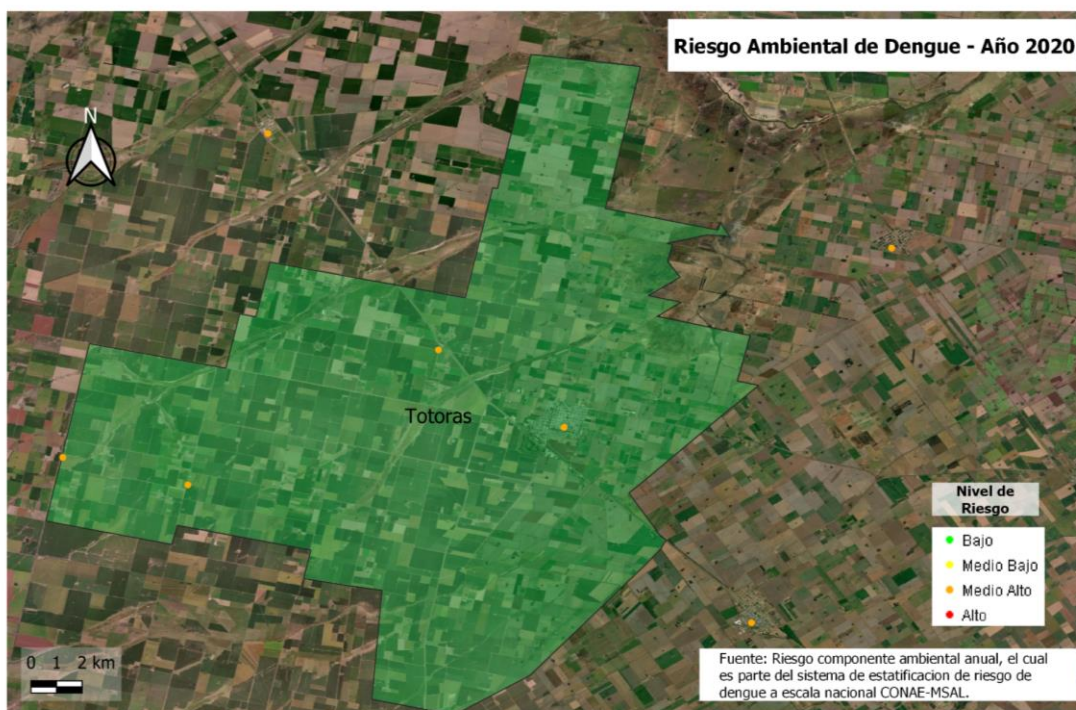 Riesgo Ambiental de Dengue - Año 2020
N
Totoras
Nivel de
Riesgo
Bajo
Medio Bajo
Medio Alto
Alto
0 1 2 km
Fuente: Riesgo componente ambiental anual, el cual
es parte del sistema de estatificacion de riesgo de
dengue a escala nacional CONAE-MSAL.